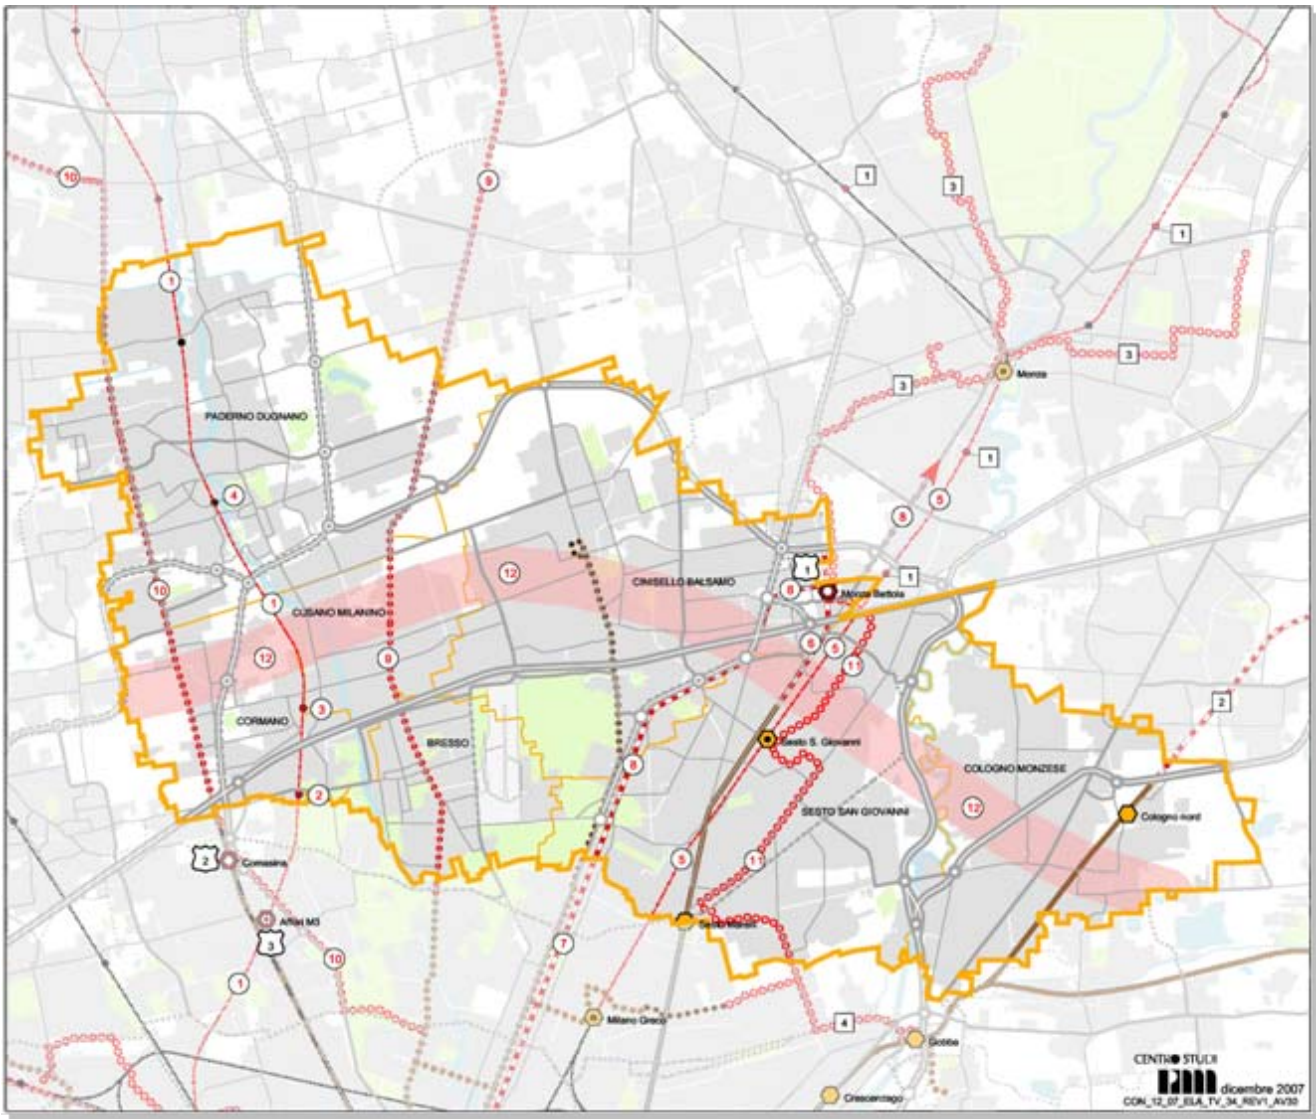 1
3
10
9
1
1
3
3
Monza
3
PADERNO DUGNANO
1
4
5
8
12
1
CINISELLO BALSAMO
1
10
8
Monza Bettola
1
CUSANO MILANINO
6
5
12
9
11
2
3
CORMANO
BRESSO
Sesto S. Giovanni
8
COLOGNO MONZESE
2
12
SESTO SAN GIOVANNI
Cologno nord
2
Comasina
5
11
Affori M3
3
7
10
1
Milano Greco
4
Gobba
CENTRO STUDI
PIM dicembre 2007
CON_12_07_ELA_TV_34_REV1_AV30
Crescenzago